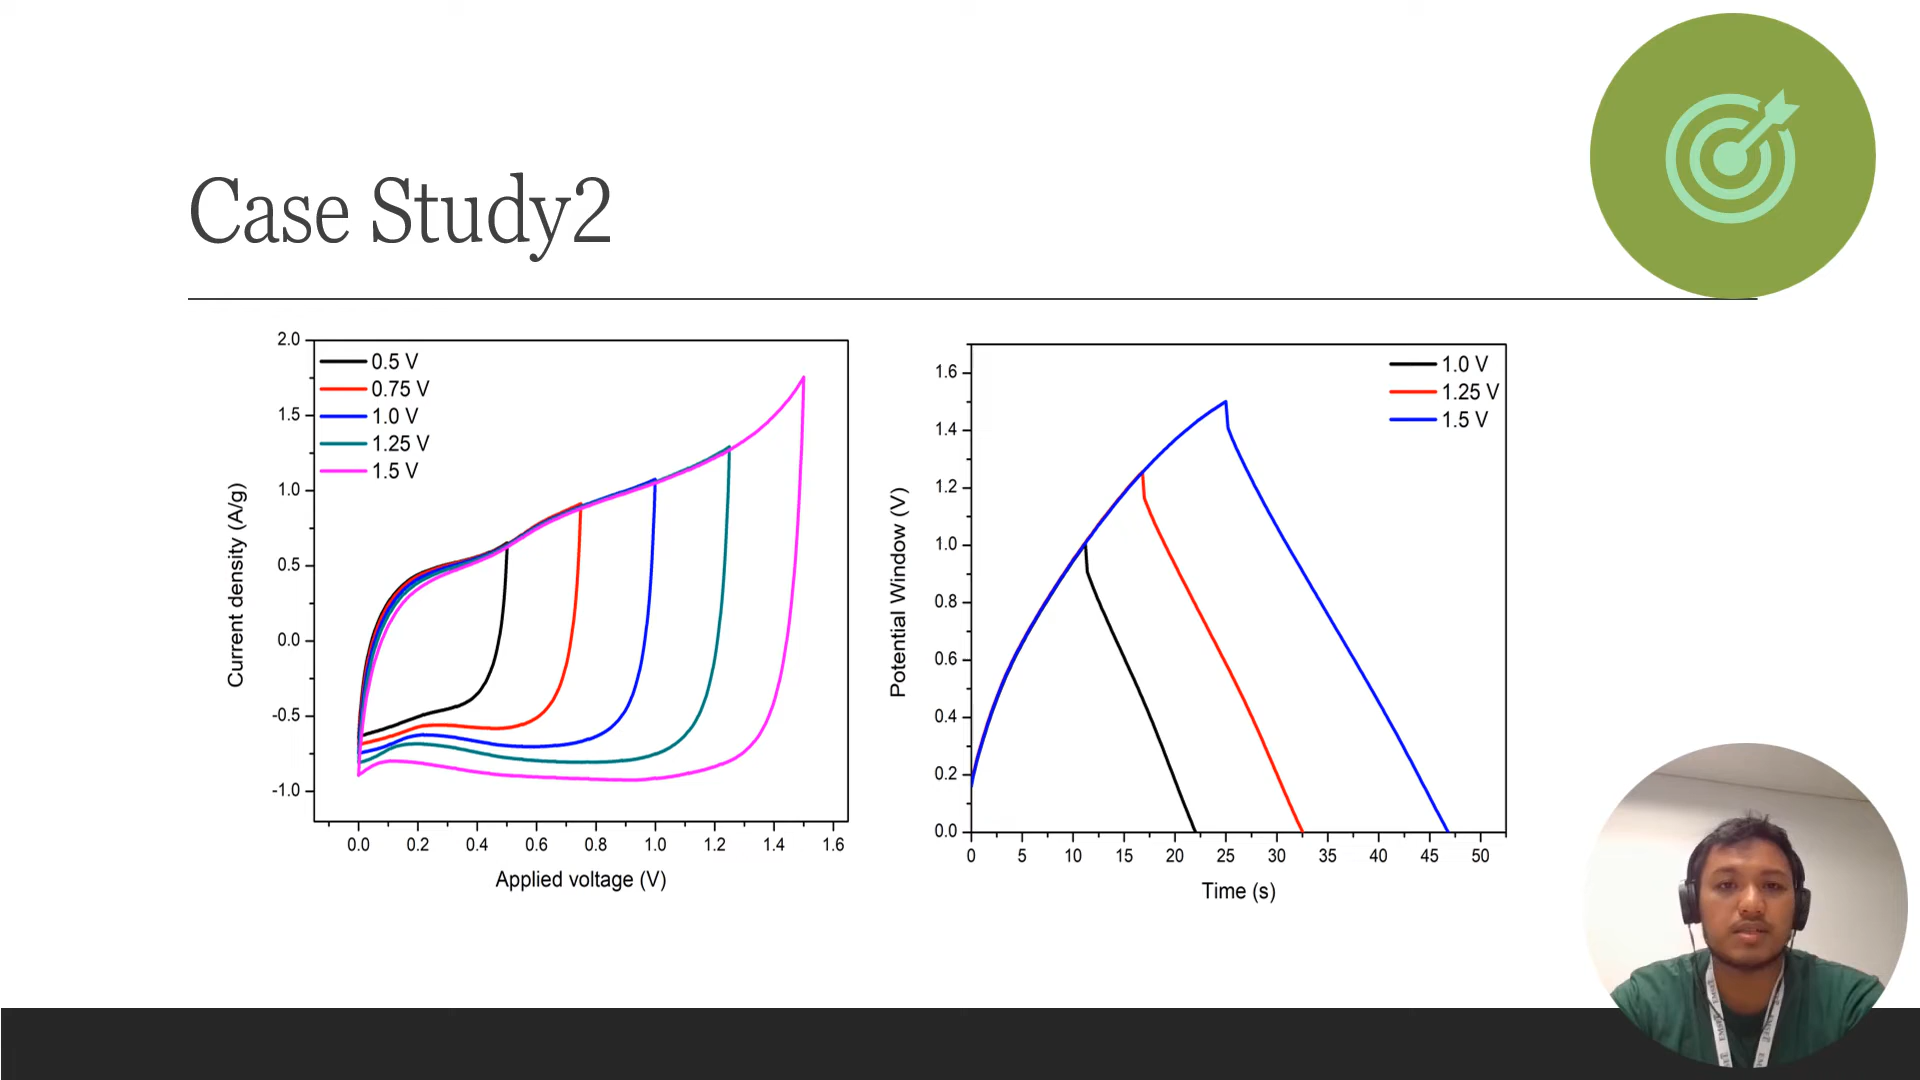 Case Study2
2.0
1.5
1.0
0.5
0.0
-0.5
-1.0
Current density (A/g)
0.5 V
0.75 V
1.0 V
1.25 V
1.5 V
0.0 0.2 0.4 0.6 0.8 1.0 1.2 1.4 1.6
Applied voltage (V)
1.6
1.4
1.2
1.0
0.8
0.6
0.4
0.2
0.0
Potential Window (V)
1.0 V
1.25 V
1.5 V
0 5 10 15 20 25 30 35 40 45 50
Time (s)